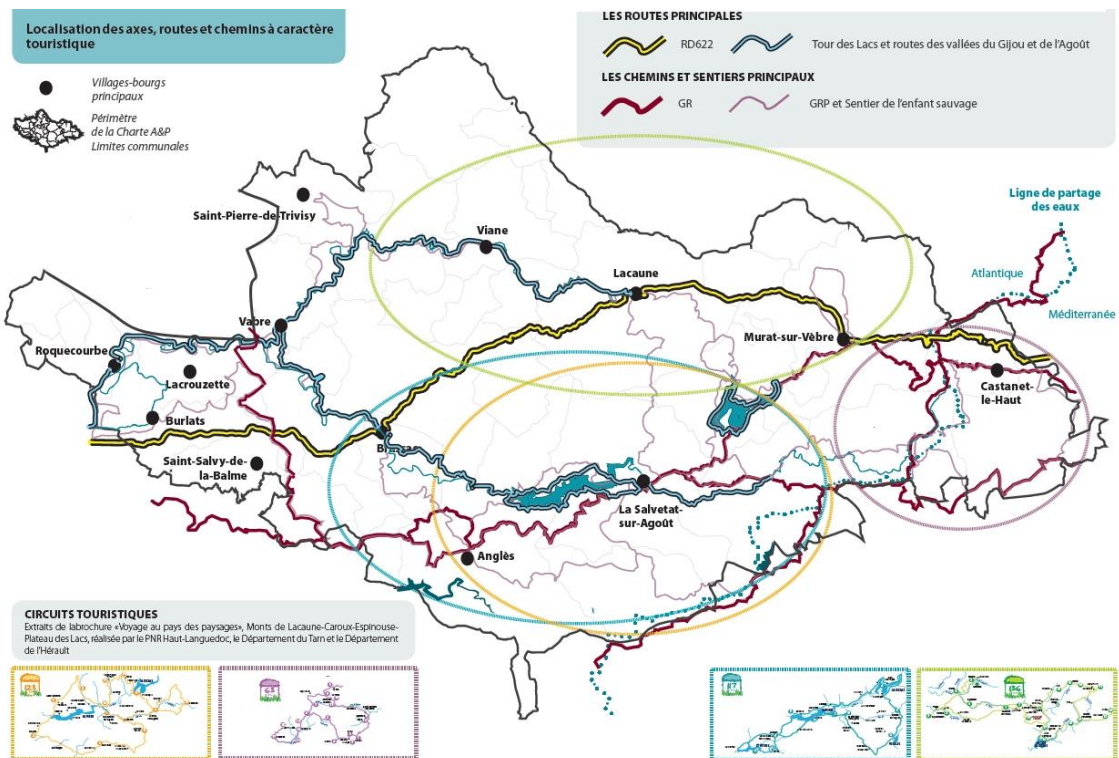 Localisation des axes, routes et chemins à caractère
touristique
Villages-bourgs
principaux
Périmètre
de la Charte A&P
Limites communales
LES ROUTES PRINCIPALES
RD622
Tour des Lacs et routes des vallées du Gijou et de l'Agoût
LES CHEMINS ET SENTIERS PRINCIPAUX
GR
GRP et Sentier de l'enfant sauvage
Saint-Pierre-de-Trivisy
Viane
Lacaune
Ligne de partage
des eaux
Atlantique
Méditerranée
Vabre
Roquecourbe
Lacrouzette
Burlats
Murat-sur-Vèbre
Castanet-
le-Haut
Saint-Salvy-de-
la-Balme
La Salvetat-
sur-Agoût
Anglès
CIRCUITS TOURISTIQUES
Extraits de labrochure «Voyage au pays des paysages», Monts de Lacaune-Caroux-Espinouse-
Plateau des Lacs, réalisée par le PNR Haut-Languedoc, le Département du Tarn et le Département
de l'Hérault